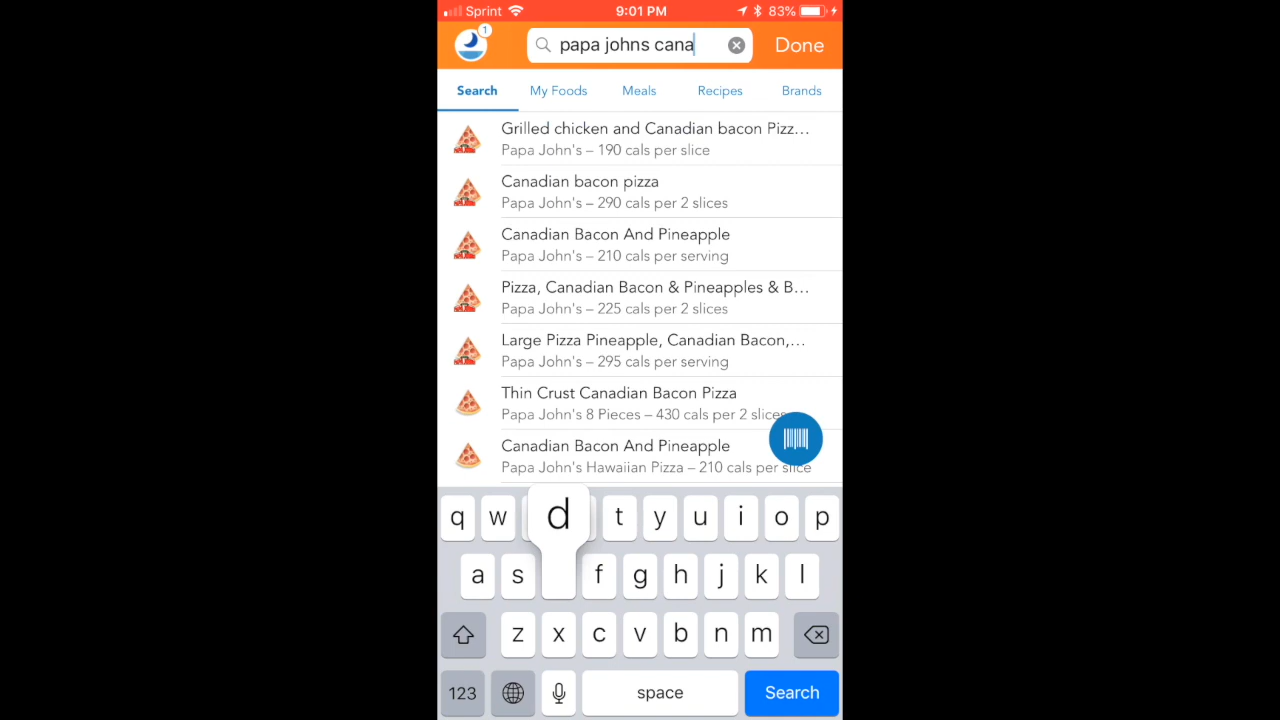 Sprint 9:01 PM 83%
1
papa johns cana Done
Search My Foods Meals Recipes Brands
Grilled chicken and Canadian bacon Pizz...
Papa John's – 190 cals per slice
Canadian bacon pizza
Papa John's – 290 cals per 2 slices
Canadian Bacon And Pineapple
Papa John's – 210 cals per serving
Pizza, Canadian Bacon & Pineapples & B...
Papa John's – 225 cals per 2 slices
Large Pizza Pineapple, Canadian Bacon,...
Papa John's – 295 cals per serving
Thin Crust Canadian Bacon Pizza
Papa John's 8 Pieces – 430 cals per 2 slices
Canadian Bacon And Pineapple
Papa John's Hawaiian Pizza – 210 cals per slice
q w d t y u i o p
a s f g h j k l
z x c v b n m
123 space Search